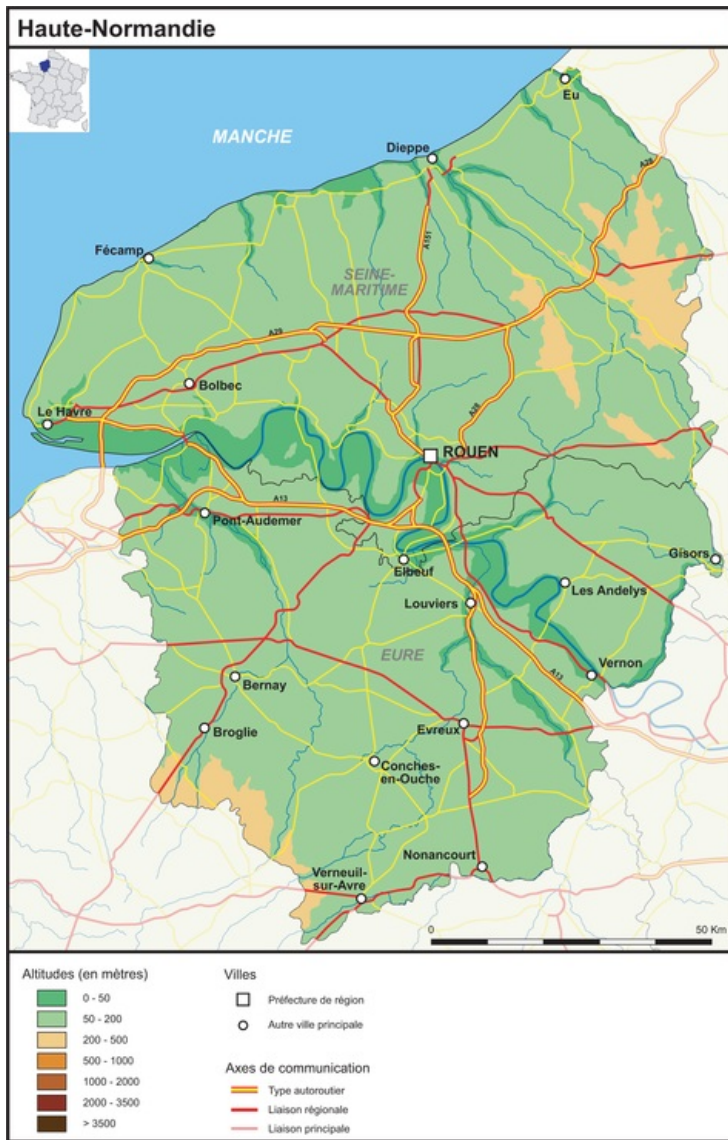 Haute-Normandie
MANCHE
Eu
Dieppe
A28
A151
Fécamp
SEINE-
MARITIME
A29
Bolbec
Le Havre
A28
ROUEN
A13
Pont-Audemer
Elbeuf
Gisors
Les Andelys
Louviers
EURE
Vernon
A13
Bernay
Evreux
Broglie
Conches-
en-Ouche
Nonancourt
Verneuil-
sur-Avre
0 50 Km
Altitudes (en mètres)
0 - 50
50 - 200
200 - 500
500 - 1000
1000 - 2000
2000 - 3500
> 3500
Villes
Préfecture de région
Autre ville principale
Axes de communication
Type autoroutier
Liaison régionale
Liaison principale